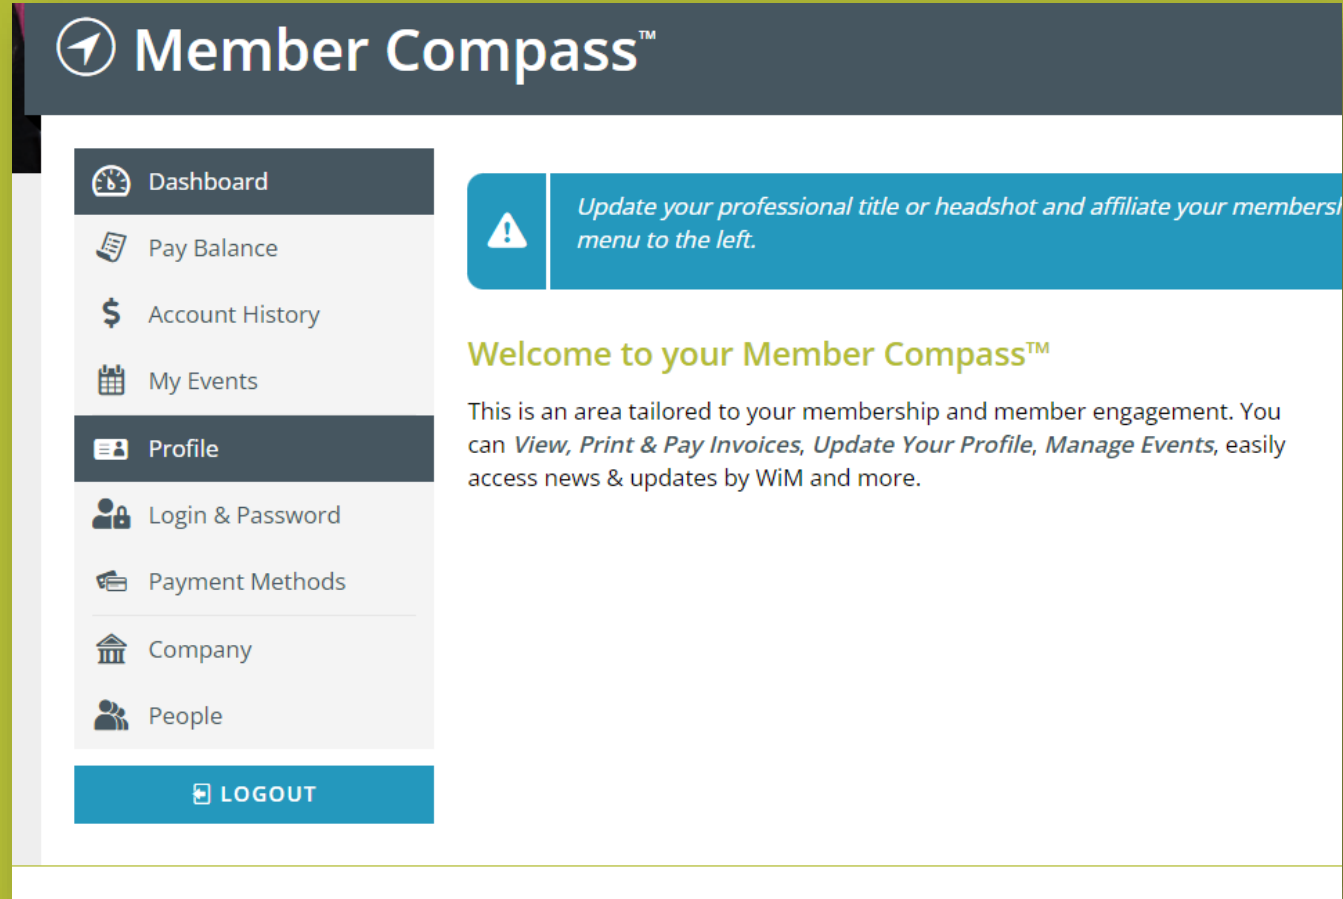 Member Compass™
Dashboard
Pay Balance
Account History
My Events
Profile
Login & Password
Payment Methods
Company
People
LOGOUT
Update your professional title or headshot and affiliate your
menu to the left.
Welcome to your Member Compass™
This is an area tailored to your membership and member engagement. You
can View, Print & Pay Invoices, Update Your Profile, Manage Events, easily
access news & updates by WiM and more.